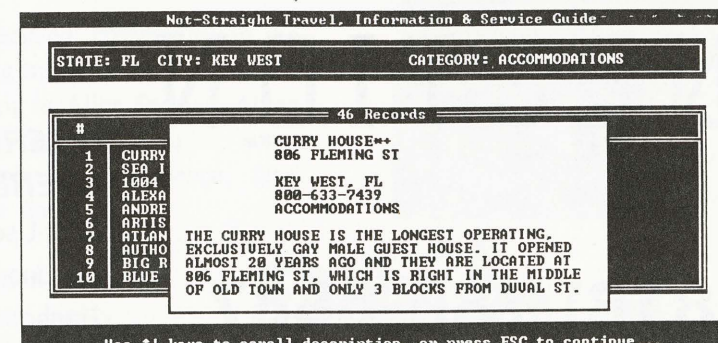 Not-Straight Travel, Information & Service Guide
STATE: FL CITY: KEY WEST CATEGORY: ACCOMMODATIONS
46 Records
#
1 CURRY
2 SEA I
3 1004
4 ALEXA
5 ANDRE
6 ARTIS
7 ATLAN
8 AUTHO
9 BIG R
10 BLUE
CURRY HOUSE*+
806 FLEMING ST
KEY WEST, FL
800-633-7439
ACCOMMODATIONS
THE CURRY HOUSE IS THE LONGEST OPERATING,
EXCLUSIVELY GAY MALE GUEST HOUSE. IT OPENED
ALMOST 20 YEARS AGO AND THEY ARE LOCATED AT
806 FLEMING ST, WHICH IS RIGHT IN THE MIDDLE
OF OLD TOWN AND ONLY 3 BLOCKS FROM DUVAL ST.
Use ↑↓ keys to scroll description, or press ESC to continue